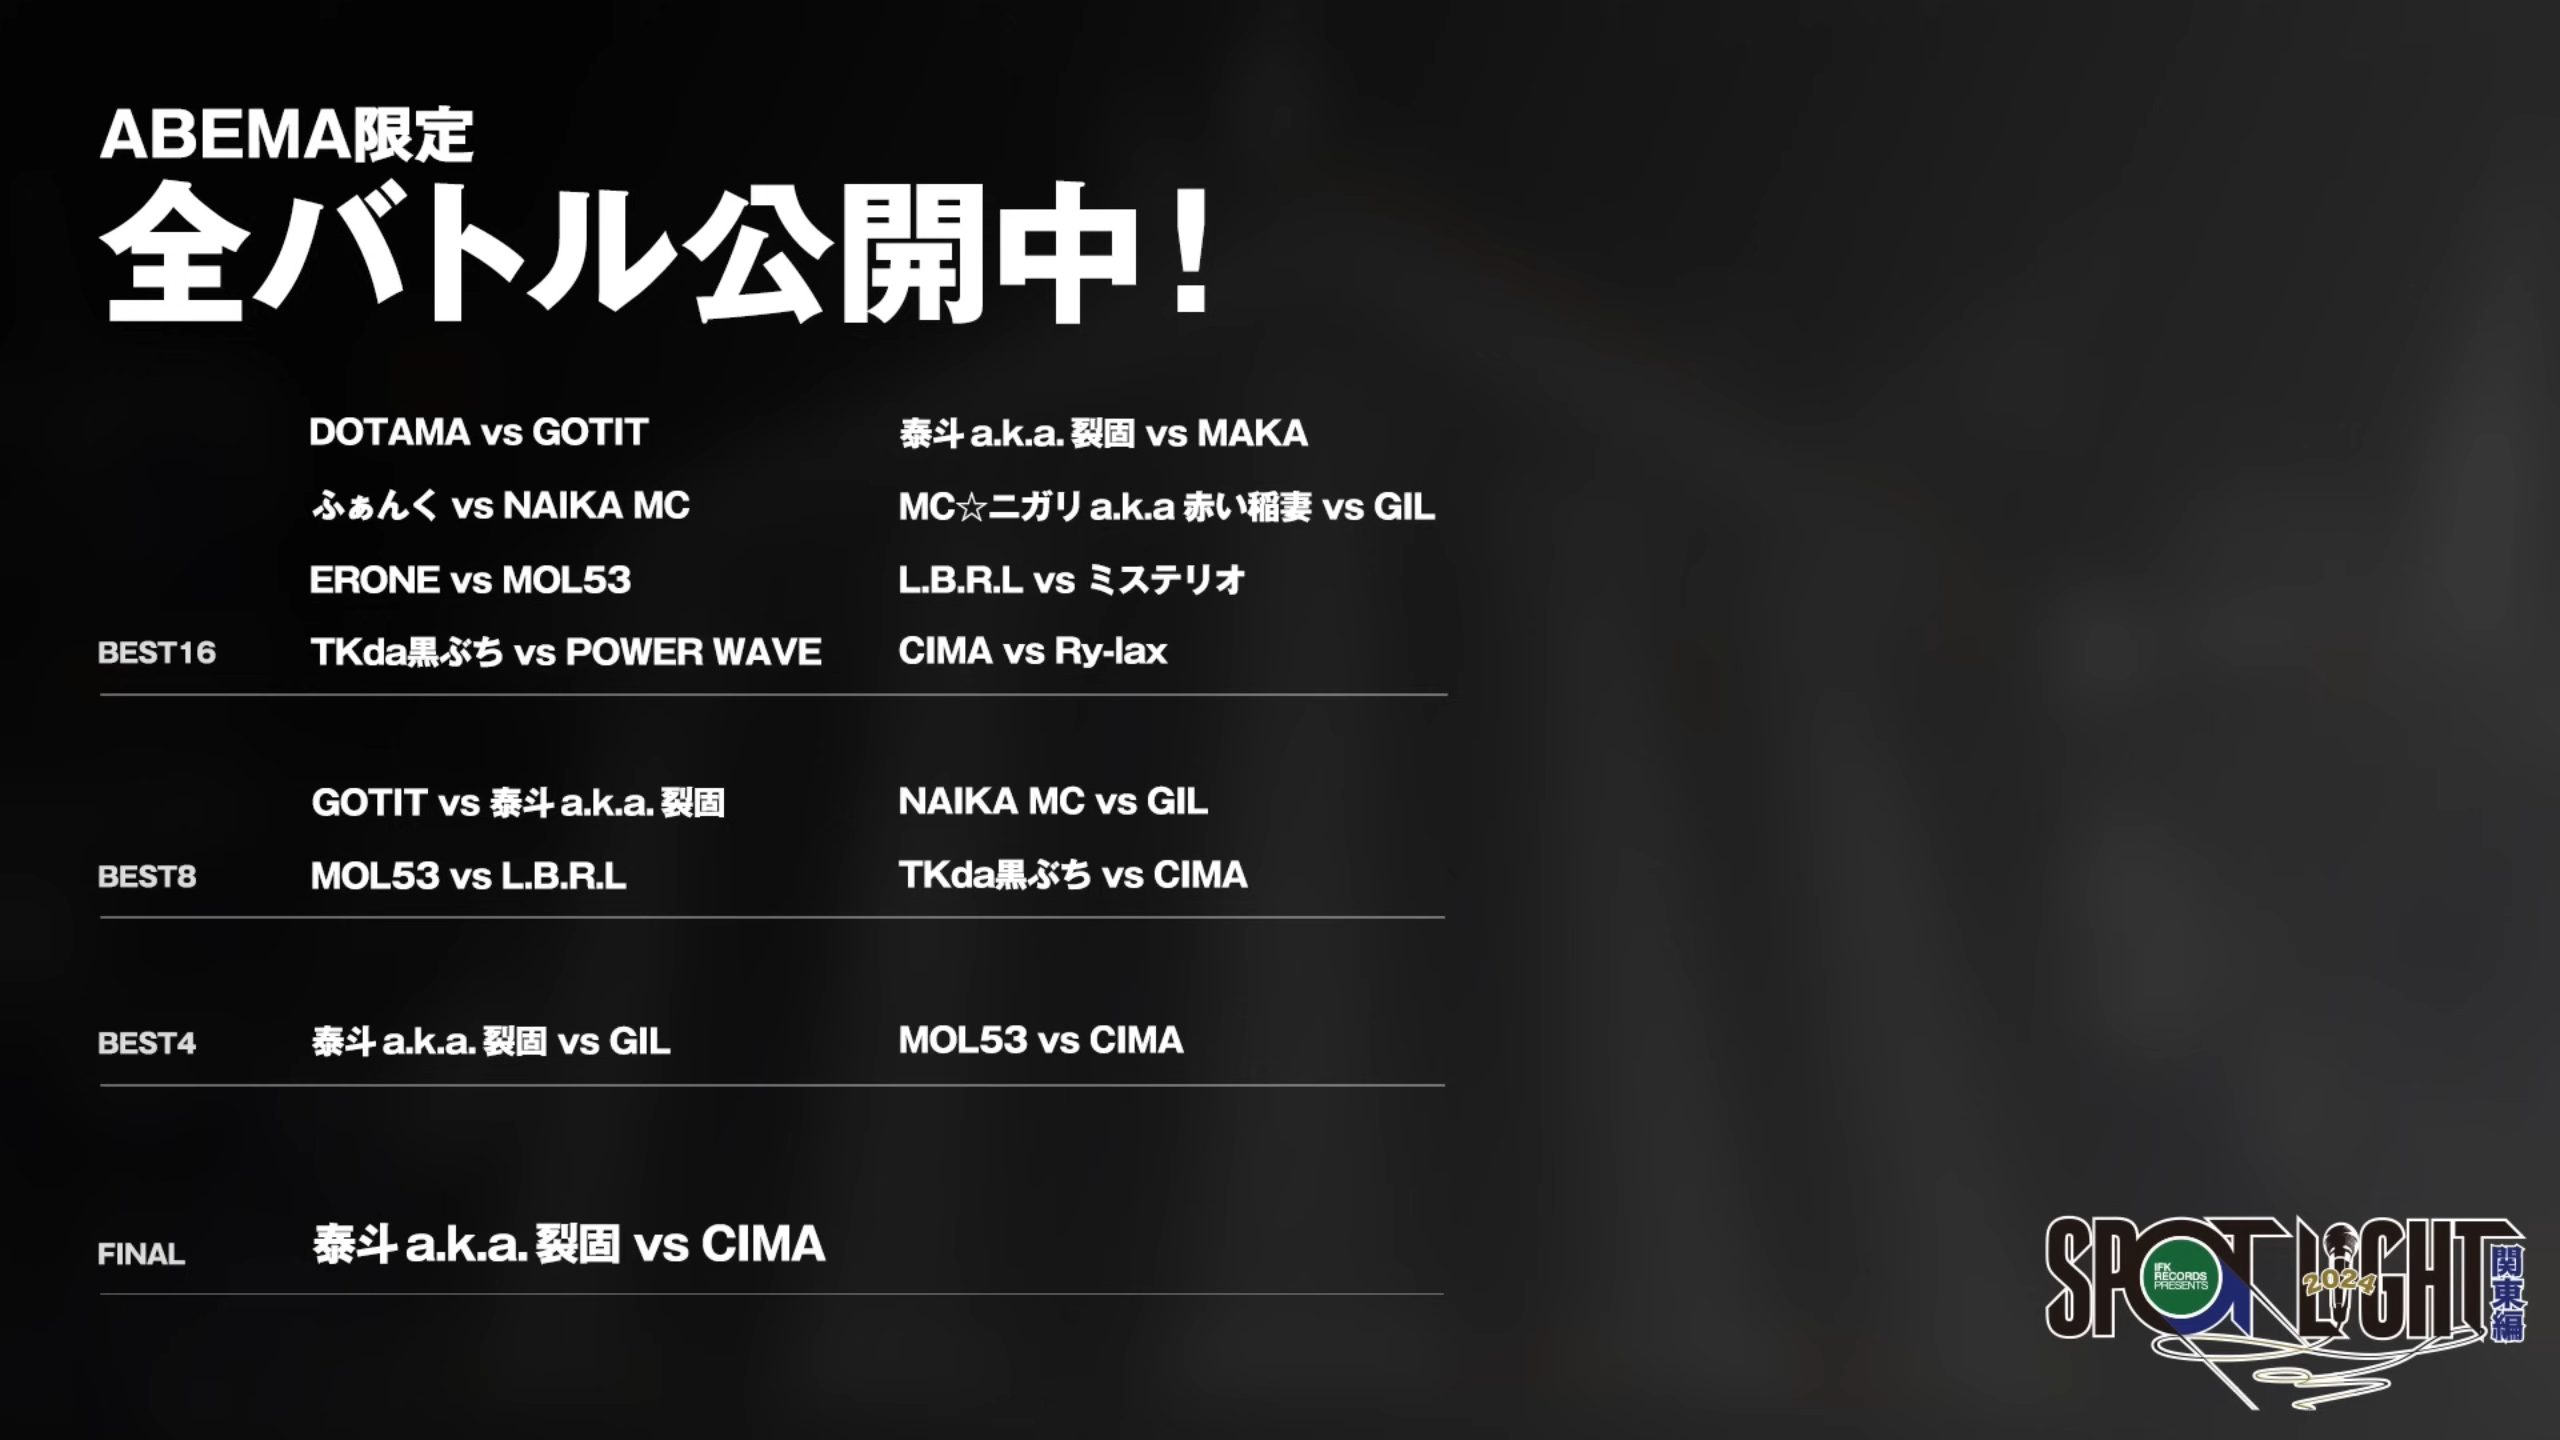 ABEMA限定
全バトル公開中！
DOTAMA vs GOTIT
泰斗 a.k.a. 裂固 vs MAKA
ふぁんく vs NAIKA MC
MC☆ニガリ a.k.a 赤い稲妻 vs GIL
ERONE vs MOL53
L.B.R.L vs ミステリオ
BEST16
TKda黒ぶち vs POWER WAVE
CIMA vs Ry-lax
GOTIT vs 泰斗 a.k.a. 裂固
NAIKA MC vs GIL
BEST8
MOL53 vs L.B.R.L
TKda黒ぶち vs CIMA
BEST4
泰斗 a.k.a. 裂固 vs GIL
MOL53 vs CIMA
FINAL
泰斗 a.k.a. 裂固 vs CIMA
SPOTLIGHT
IFK
RECORDS
PRESENTS
2024
関東編